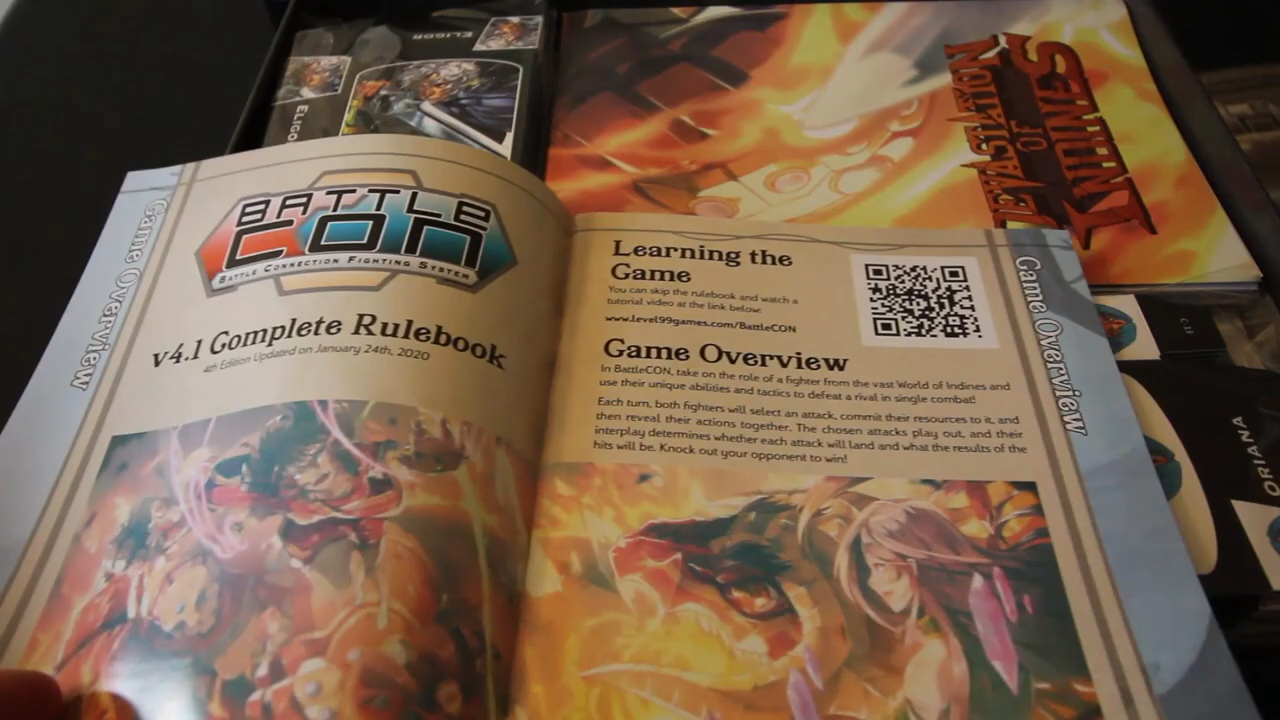 ELIGOR
ELIGO
EVASTATION
OF
INDINES
Game Overview
BATTLE
CON
BATTLE CONNECTION FIGHTING SYSTEM
v4.1 Complete Rulebook
4th Edition Updated on January 24th, 2020
Learning the
Game
You can skip the rulebook and watch a
tutorial video at the link below.
www.level99games.com/BattleCON
Game Overview
In BattleCON, take on the role of a fighter from the vast World of Indines and
use their unique abilities and tactics to defeat a rival in single combat!
Each turn, both fighters will select an attack, commit their resources to it, and
then reveal their actions together. The chosen attacks play out, and their
interplay determines whether each attack will land and what the results of the
hits will be. Knock out your opponent to win!
Game Overview
ORIANA